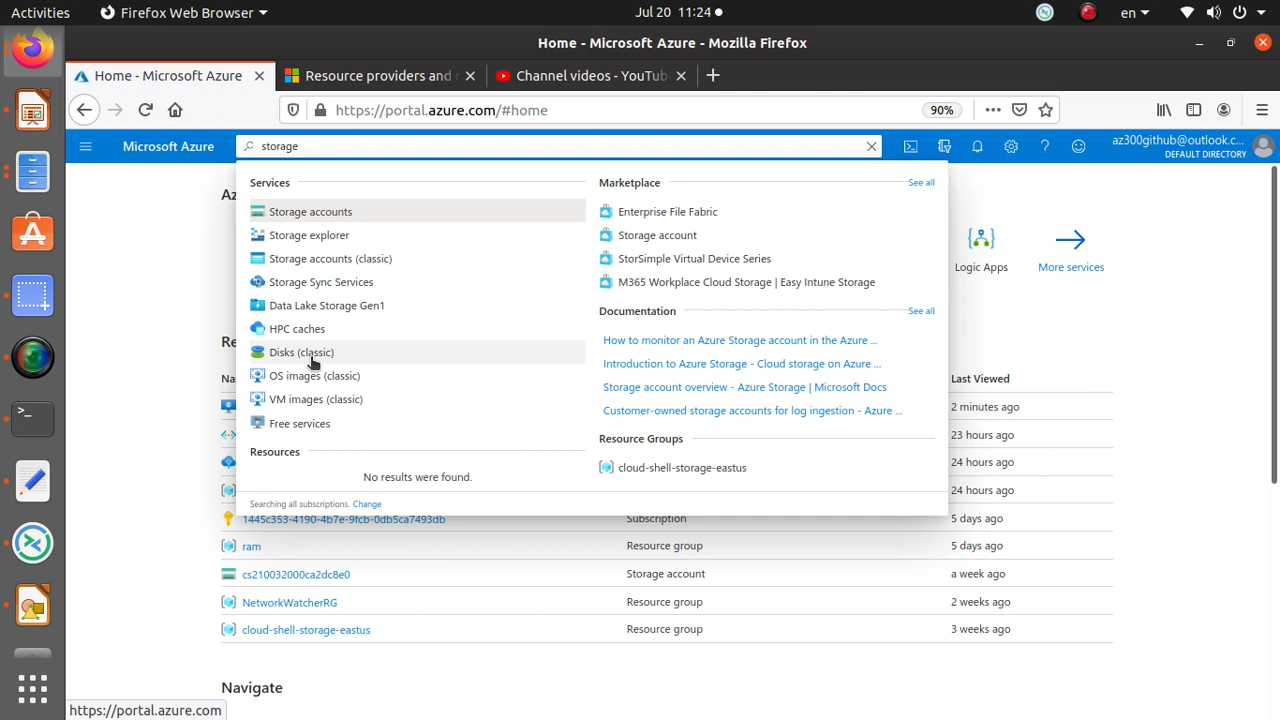 Activities
Firefox Web Browser
Jul 20 11:24
en
Home - Microsoft Azure - Mozilla Firefox
Home - Microsoft Azure
Resource providers and r
Channel videos - YouTub
https://portal.azure.com/#home
90%
Microsoft Azure
storage
az300github@outlook.c...
DEFAULT DIRECTORY
Az
Services
Storage accounts
Storage explorer
Storage accounts (classic)
Storage Sync Services
Data Lake Storage Gen1
HPC caches
Disks (classic)
OS images (classic)
VM images (classic)
Free services
Resources
No results were found.
Searching all subscriptions. Change
Marketplace
See all
Enterprise File Fabric
Storage account
StorSimple Virtual Device Series
M365 Workplace Cloud Storage | Easy Intune Storage
Documentation
See all
How to monitor an Azure Storage account in the Azure ...
Introduction to Azure Storage - Cloud storage on Azure ...
Storage account overview - Azure Storage | Microsoft Docs
Customer-owned storage accounts for log ingestion - Azure ...
Resource Groups
cloud-shell-storage-eastus
Logic Apps
More services
Re
Na
Last Viewed
2 minutes ago
23 hours ago
24 hours ago
24 hours ago
1445c353-4190-4b7e-9fcb-0db5ca7493db Subscription 5 days ago
ram Resource group 5 days ago
cs210032000ca2dc8e0 Storage account a week ago
NetworkWatcherRG Resource group 2 weeks ago
cloud-shell-storage-eastus Resource group 3 weeks ago
Navigate
https://portal.azure.com